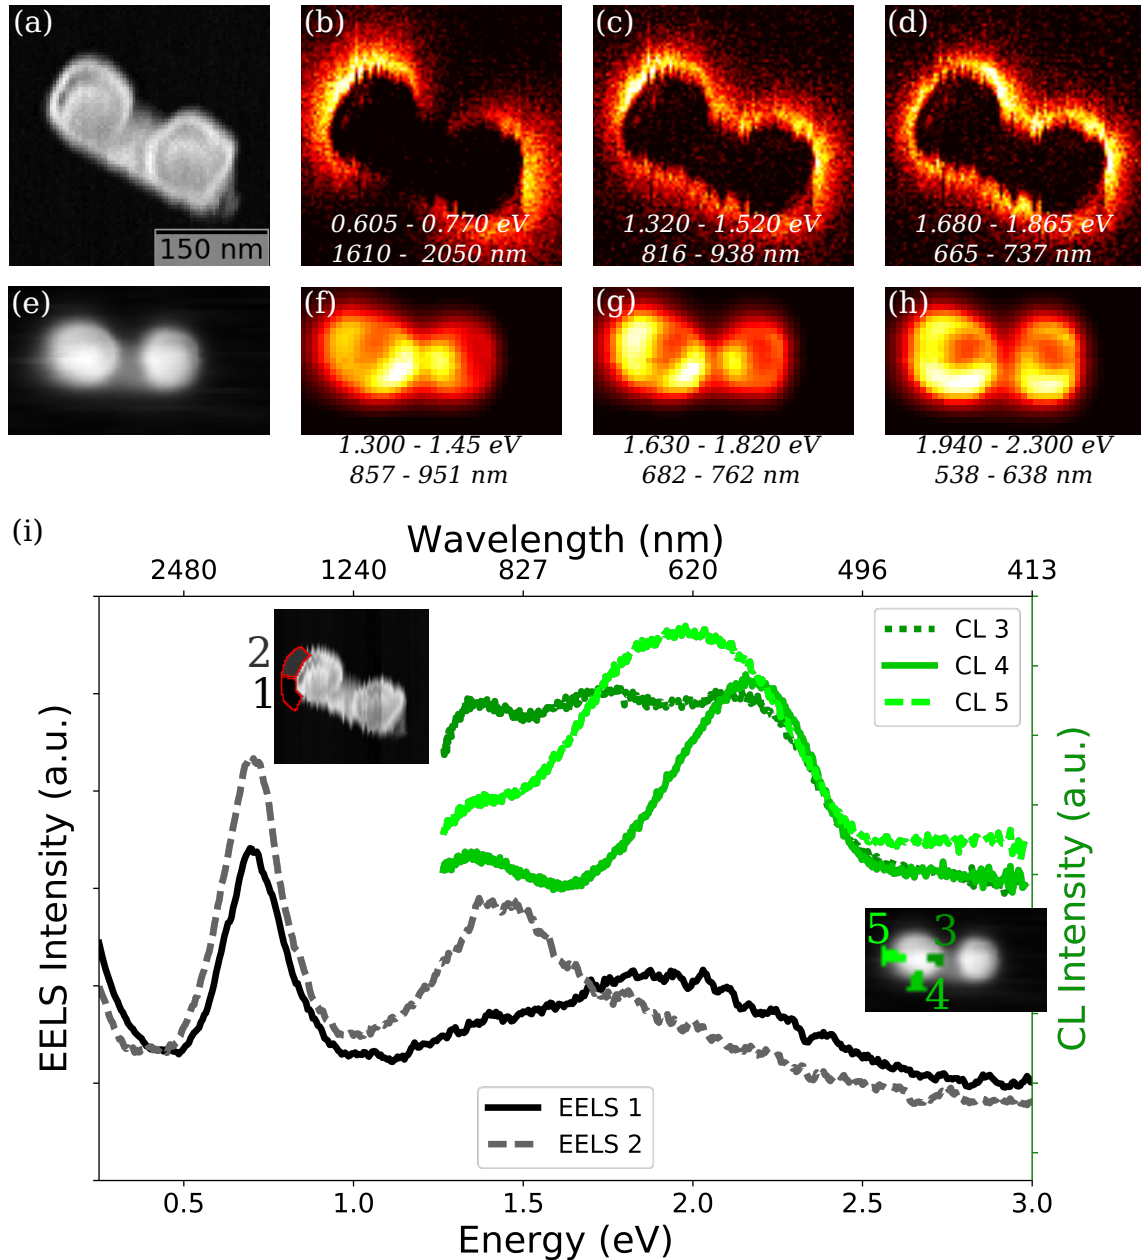 (a)
150 nm
(b)
0.605 - 0.770 eV
1610 - 2050 nm
(c)
1.320 - 1.520 eV
816 - 938 nm
(d)
1.680 - 1.865 eV
665 - 737 nm
(e)
(f)
1.300 - 1.45 eV
857 - 951 nm
(g)
1.630 - 1.820 eV
682 - 762 nm
(h)
1.940 - 2.300 eV
538 - 638 nm
(i)
Wavelength (nm)
2480 1240 827 620 496 413
2
1
CL 3
CL 4
CL 5
EELS Intensity (a.u.)
CL Intensity (a.u.)
5 3
4
EELS 1
EELS 2
0.5 1.0 1.5 2.0 2.5 3.0
Energy (eV)